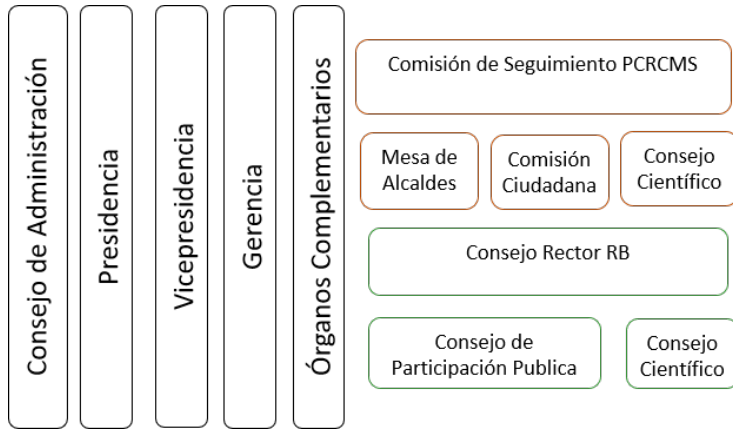 Consejo de Administración
Presidencia
Vicepresidencia
Gerencia
Órganos Complementarios
Comisión de Seguimiento PCRCMS
Mesa de
Alcaldes
Comisión
Ciudadana
Consejo
Científico
Consejo Rector RB
Consejo de
Participación Publica
Consejo
Científico